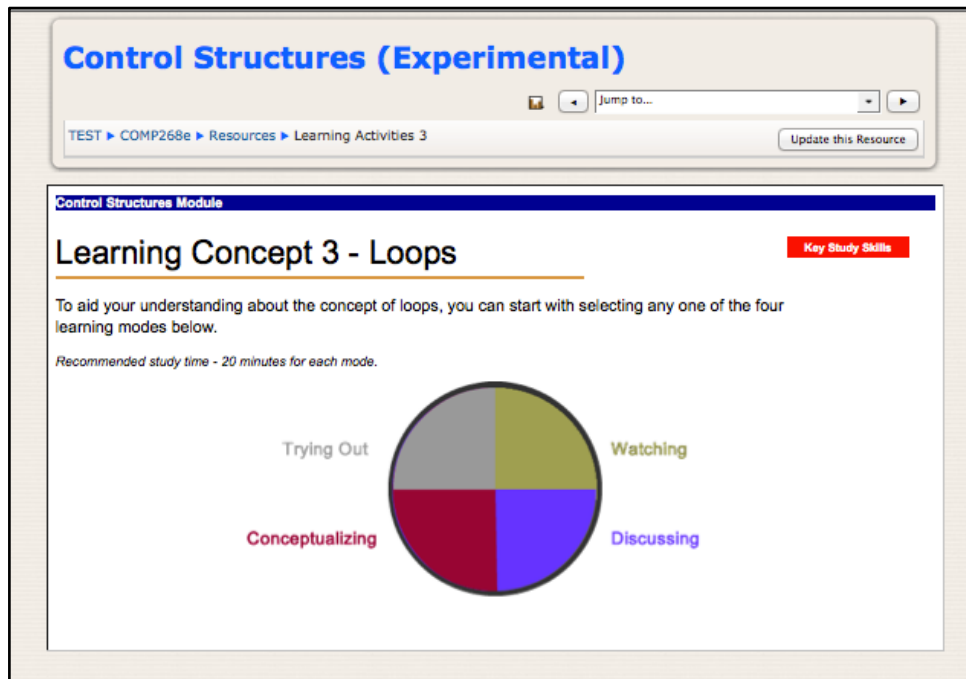 Control Structures (Experimental)
Jump to...
TEST ▶ COMP268e ▶ Resources ▶ Learning Activities 3
Update this Resource
Control Structures Module
Learning Concept 3 - Loops
Key Study Skills
To aid your understanding about the concept of loops, you can start with selecting any one of the four
learning modes below.
Recommended study time - 20 minutes for each mode.
Trying Out
Watching
Conceptualizing
Discussing